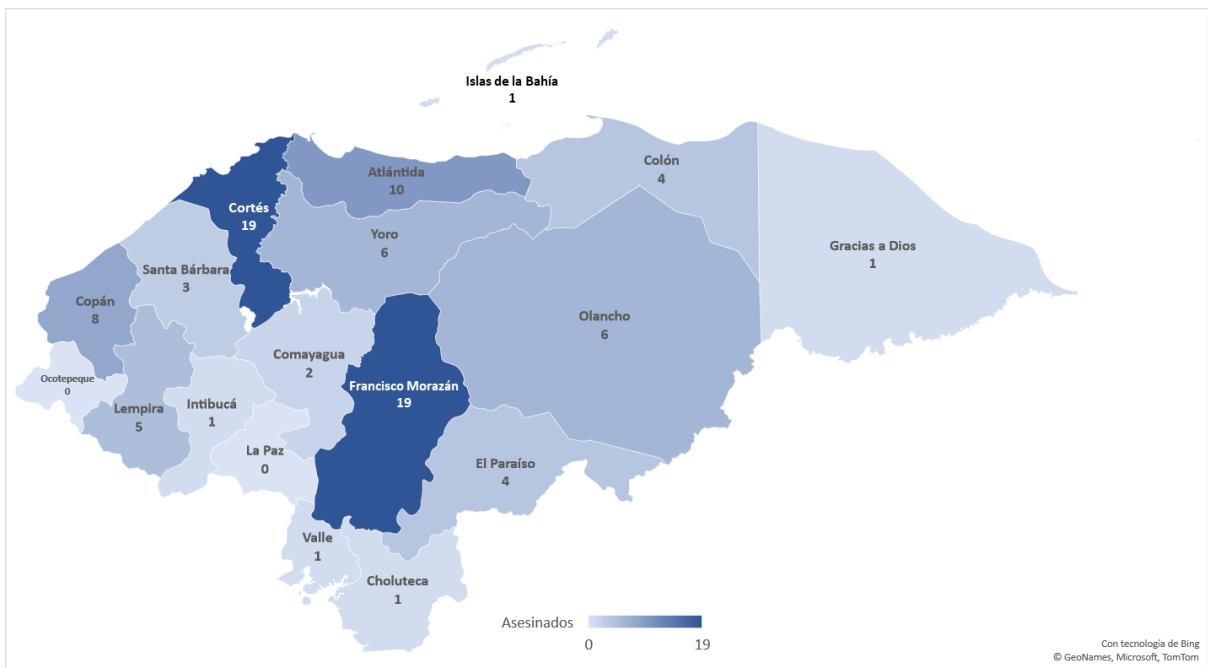 Islas de la Bahía
1
Colón
4
Atlántida
10
Cortés
19
Yoro
6
Gracias a Dios
1
Santa Bárbara
3
Copán
8
Olancho
6
Comayagua
2
Ocotepeque
0
Francisco Morazán
19
Lempira
5
Intibucá
1
La Paz
0
El Paraíso
4
Valle
1
Choluteca
1
Asesinados
0 19
Con tecnología de Bing
© GeoNames, Microsoft, TomTom